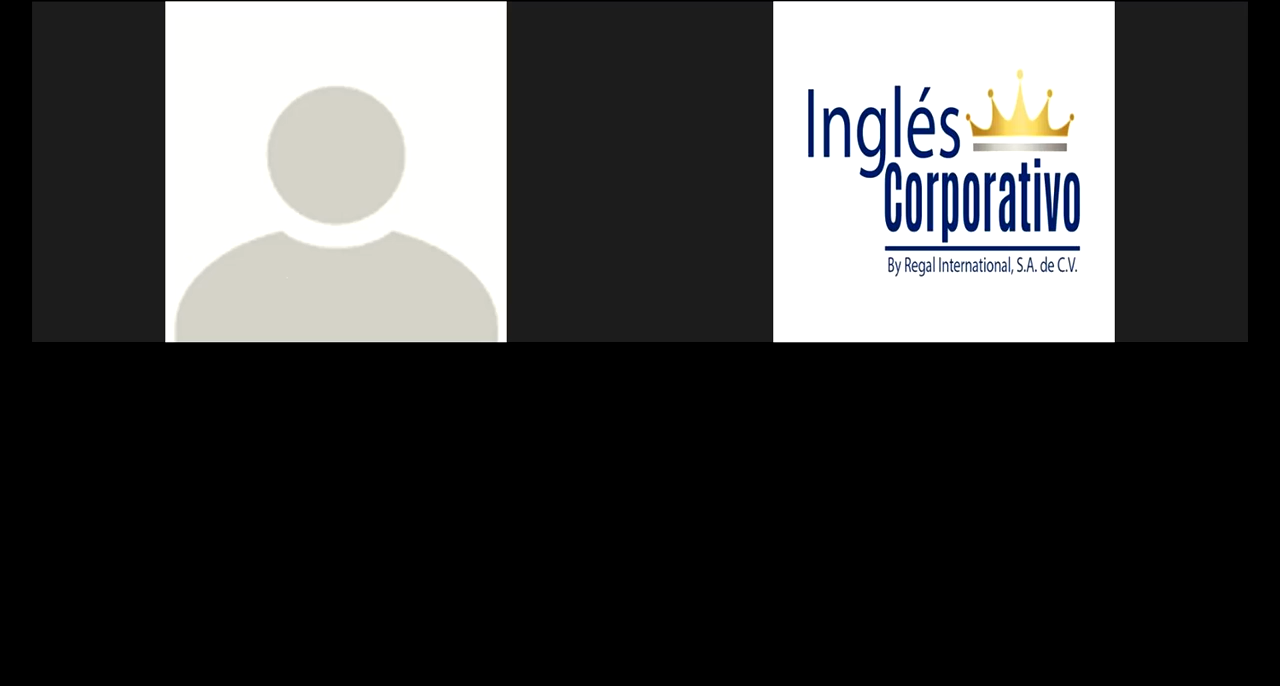 Inglés
Corporativo
By Regal International, S.A. de C.V.